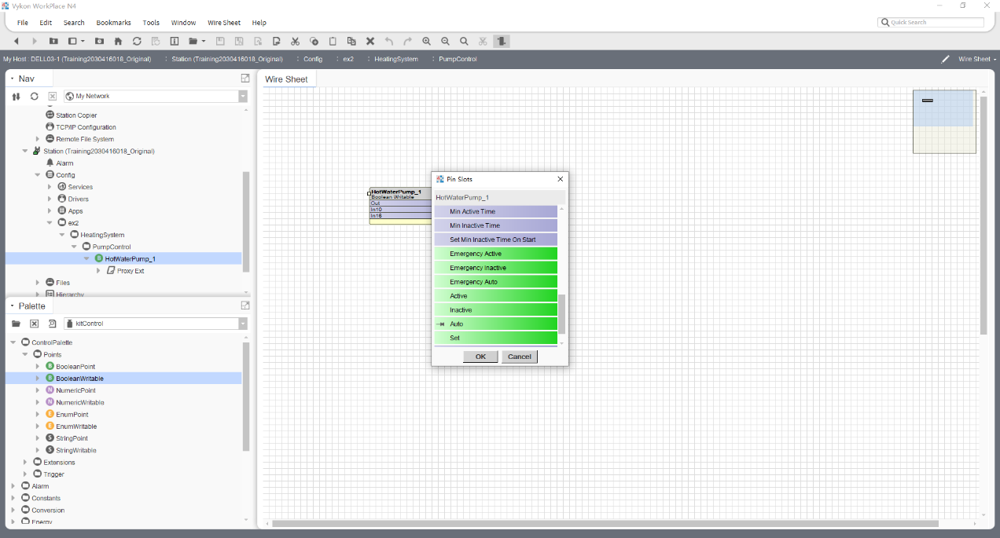 Vykon WorkPlace N4
File Edit Search Bookmarks Tools Window Wire Sheet Help
Quick Search
My Host : DELL03-1 (Training2030416018_Original) : Station (Training2030416018_Original) : Config : ex2 : HeatingSystem : PumpControl
Wire Sheet
Nav
My Network
Station Copier
TCP/IP Configuration
Remote File System
Station (Training2030416018_Original)
Alarm
Config
Services
Drivers
Apps
ex2
HeatingSystem
PumpControl
B HotWaterPump_1
Proxy Ext
Files
Hierarchy
Palette
kitControl
ControlPalette
Points
B BooleanPoint
B BooleanWritable
N NumericPoint
N NumericWritable
E EnumPoint
E EnumWritable
S StringPoint
S StringWritable
Extensions
Trigger
Alarm
Constants
Conversion
Energy
Wire Sheet
HotWaterPump_1
Boolean Writable
Out
In10
In16
Pin Slots
HotWaterPump_1
Min Active Time
Min Inactive Time
Set Min Inactive Time On Start
Emergency Active
Emergency Inactive
Emergency Auto
Active
Inactive
Auto
Set
OK Cancel